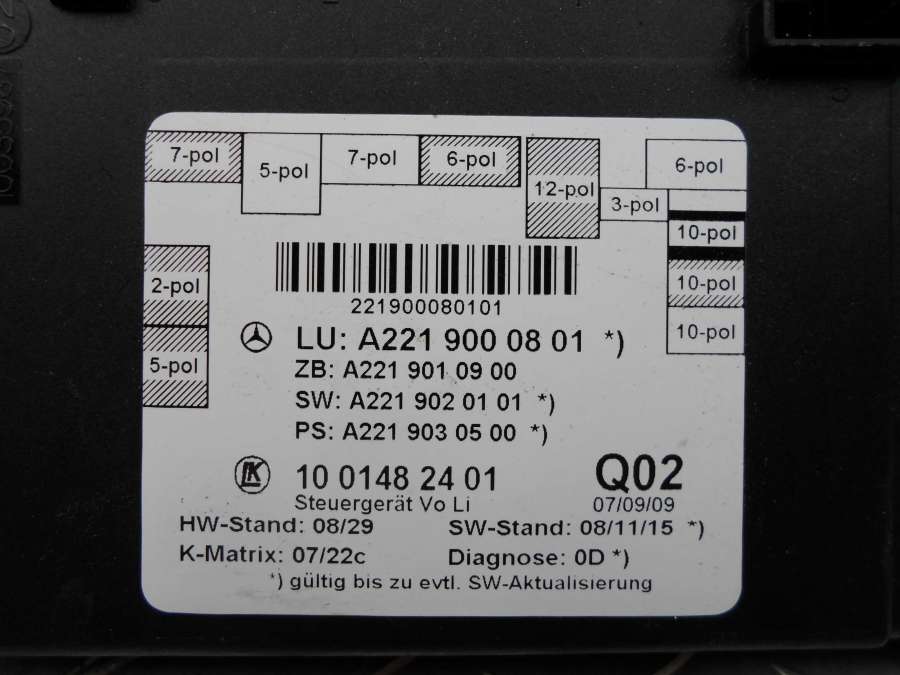 7-pol
5-pol
7-pol
6-pol
12-pol
3-pol
6-pol
10-pol
10-pol
10-pol
2-pol
5-pol
221900080101
LU: A221 900 08 01 *)
ZB: A221 901 09 00
SW: A221 902 01 01 *)
PS: A221 903 05 00 *)
LK
10 0148 24 01
Q02
Steuergerät Vo Li
07/09/09
HW-Stand: 08/29
SW-Stand: 08/11/15 *)
K-Matrix: 07/22c
Diagnose: 0D *)
*) gültig bis zu evtl. SW-Aktualisierung